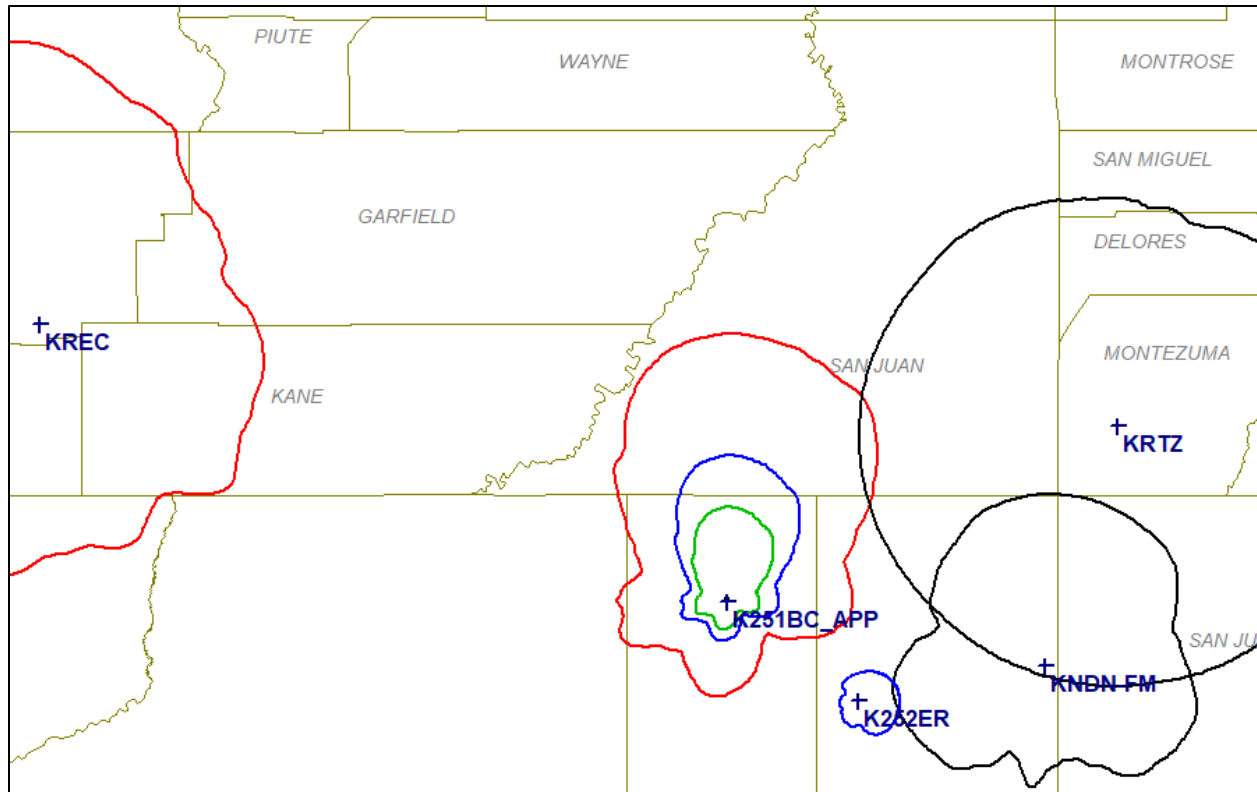 PIUTE
WAYNE
MONTROSE
SAN MIGUEL
GARFIELD
DELORES
KREC
MONTEZUMA
SAN JUAN
KANE
KRTZ
K251BC_APP
SAN JU
KNDN FM
K252ER